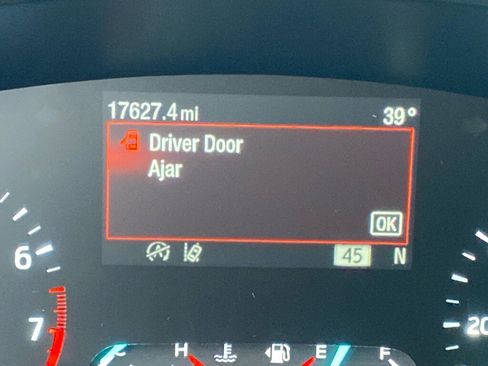 17627.4 mi 39°
Driver Door
Ajar
OK
45 N
6
7
20
C H E F